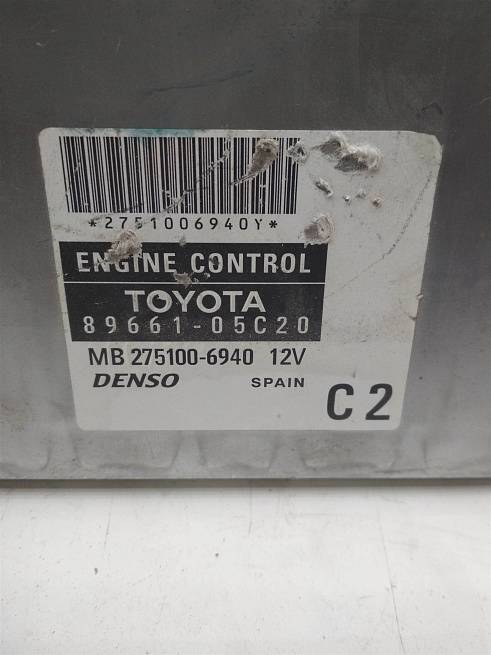 *2751006940Y*
ENGINE CONTROL
TOYOTA
89661-05C20
MB 275100-6940 12V
DENSO SPAIN C2